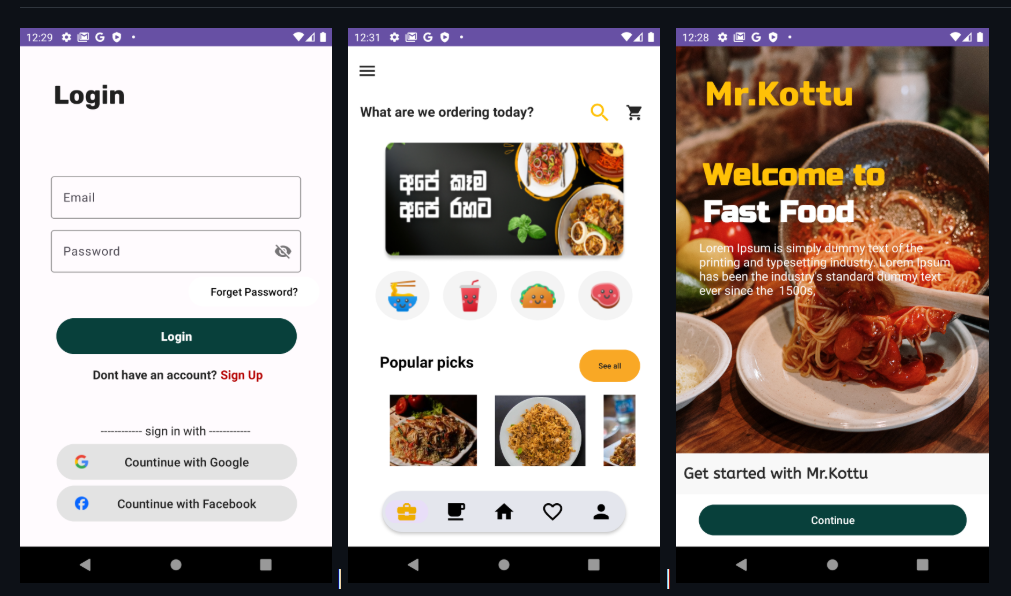 12:29
Login
Email
Password
Forget Password?
Login
Dont have an account? Sign Up
------------ sign in with ------------
Countinue with Google
Countinue with Facebook
12:31
What are we ordering today?
අපේ කෑම
අපේ රහට
Popular picks
See all
12:28
Mr.Kottu
Welcome to
Fast Food
Lorem Ipsum is simply dummy text of the
printing and typesetting industry. Lorem Ipsum
has been the industry's standard dummy text
ever since the 1500s,
Get started with Mr.Kottu
Continue